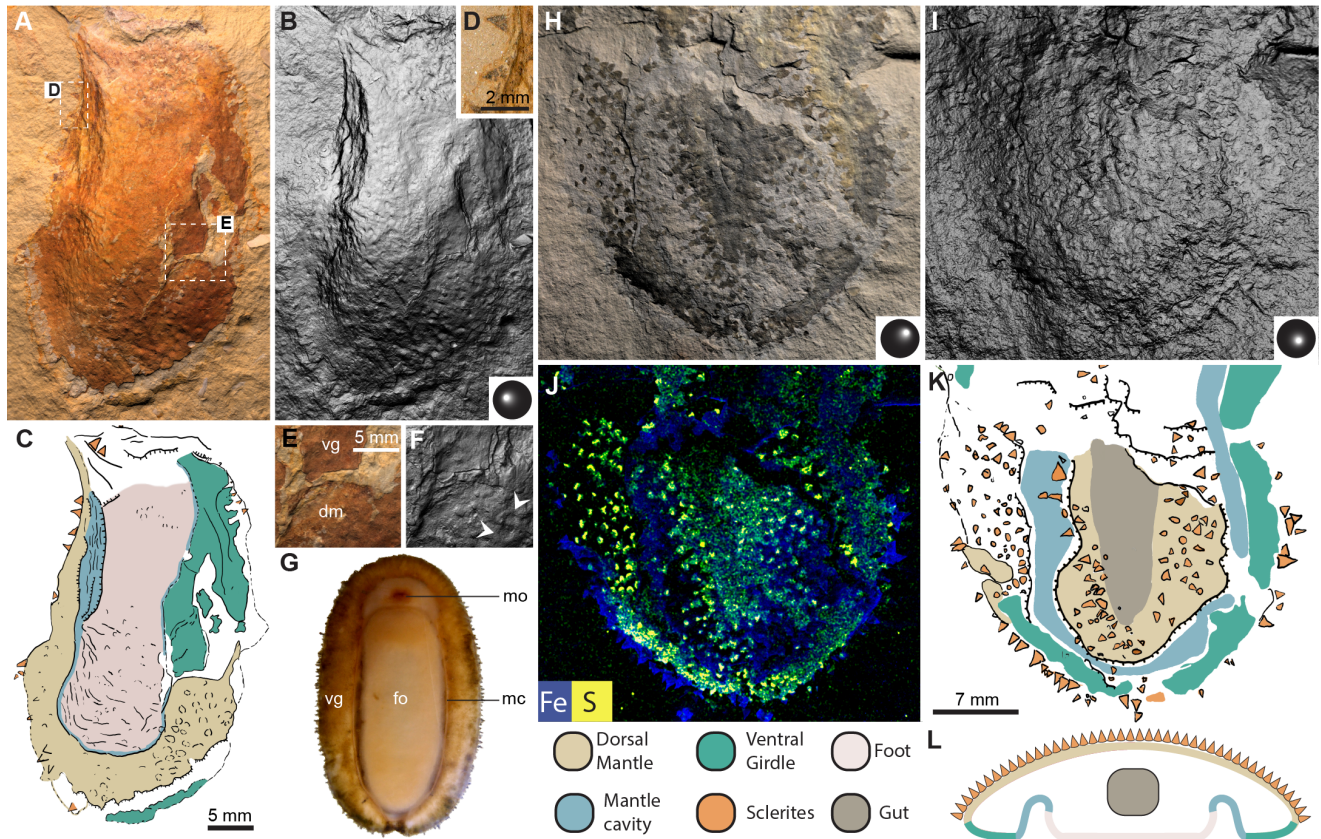 A
B
D
H
I
D
2 mm
E
C
E
vg
5 mm
dm
F
J
K
G
mo
vg
fo
mc
Fe S
7 mm
5 mm
Dorsal
Mantle
Ventral
Girdle
Foot
Mantle
cavity
Sclerites
Gut
L